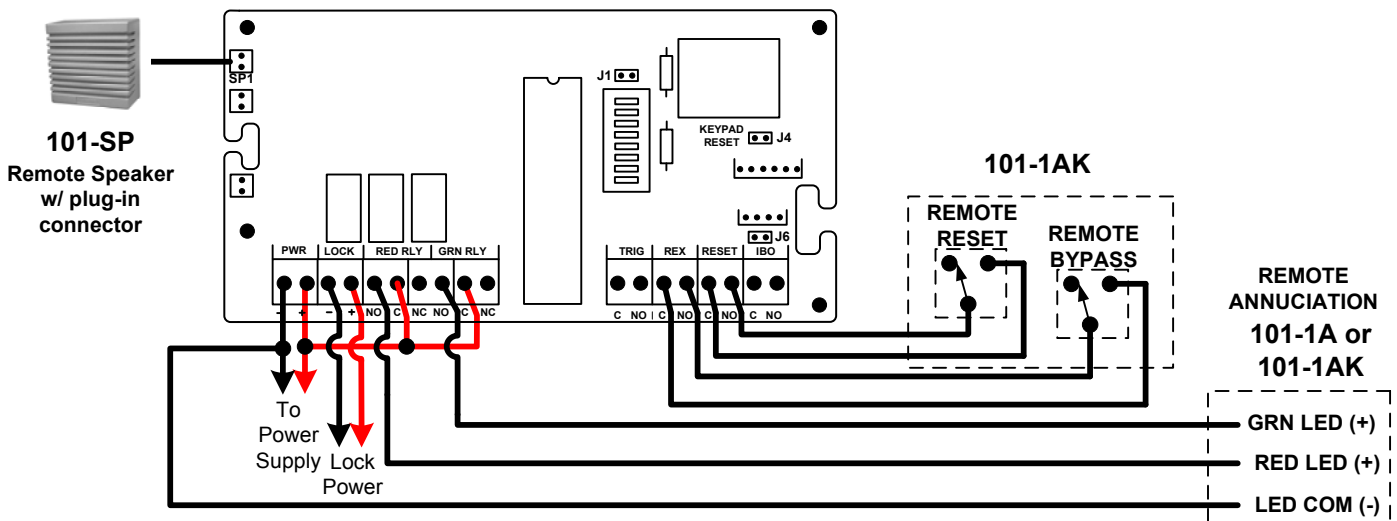 SP1
101-SP
Remote Speaker
w/ plug-in
connector
J1
KEYPAD
RESET
J4
J6
PWR LOCK RED RLY GRN RLY
- + - + NO C NC NO C NC
TRIG REX RESET IBO
C NO C NO C NO C NO
To
Power
Supply
Lock
Power
101-1AK
REMOTE
RESET
REMOTE
BYPASS
REMOTE
ANNUCIATION
101-1A or
101-1AK
GRN LED (+)
RED LED (+)
LED COM (-)